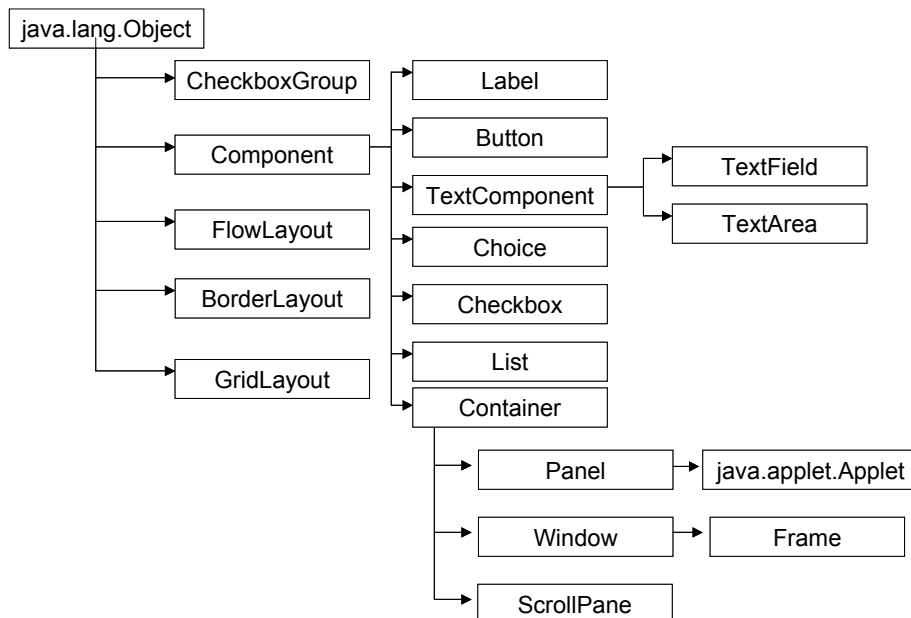 java.lang.Object
CheckboxGroup
Label
Component
Button
TextComponent
TextField
TextArea
FlowLayout
Choice
BorderLayout
Checkbox
GridLayout
List
Container
Panel
java.applet.Applet
Window
Frame
ScrollPane